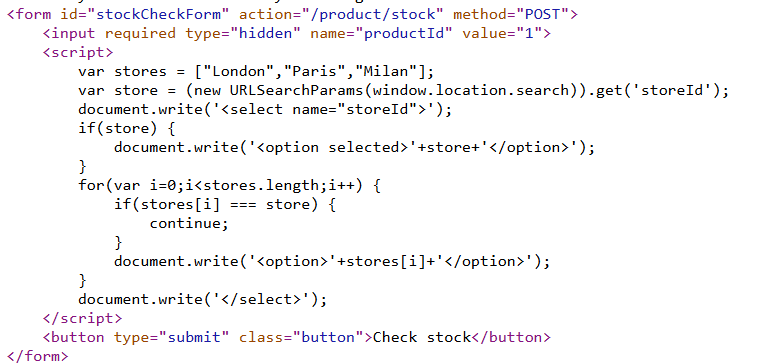 <form id="stockCheckForm" action="/product/stock" method="POST">
    <input required type="hidden" name="productId" value="1">
    <script>
        var stores = ["London","Paris","Milan"];
        var store = (new URLSearchParams(window.location.search)).get('storeId');
        document.write('<select name="storeId">');
        if(store) {
            document.write('<option selected>'+store+'</option>');
        }
        for(var i=0;i<stores.length;i++) {
            if(stores[i] === store) {
                continue;
            }
            document.write('<option>'+stores[i]+'</option>');
        }
        document.write('</select>');
    </script>
    <button type="submit" class="button">Check stock</button>
</form>